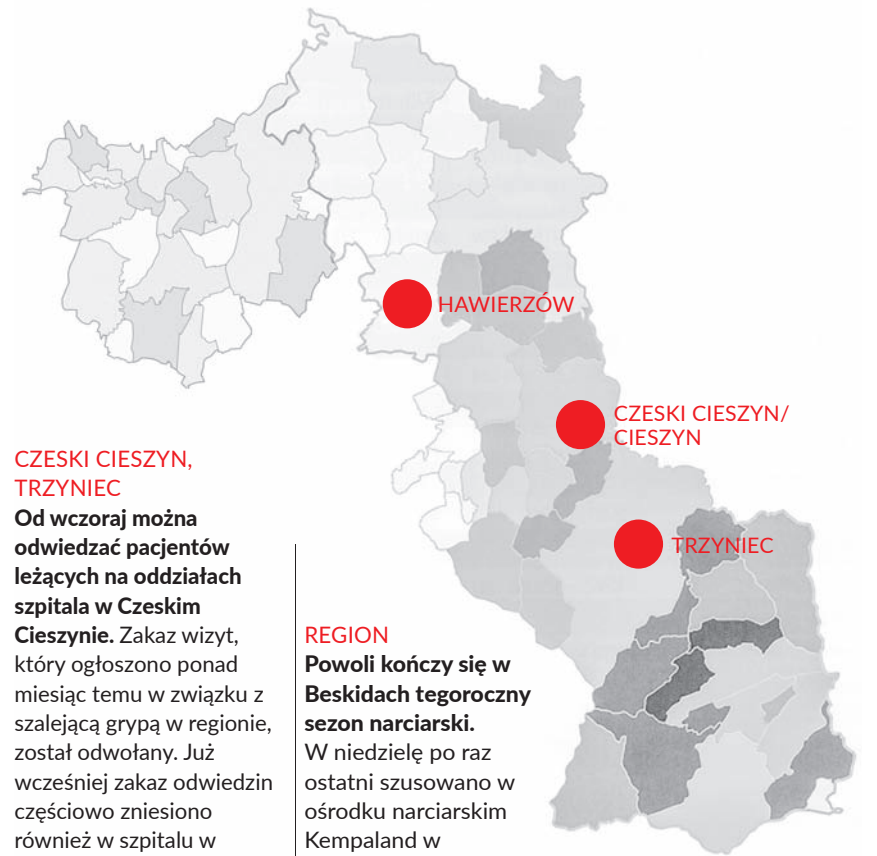 HAWIERZÓW
CZESKI CIESZYN/
CIESZYN
TRZYNIEC
CZESKI CIESZYN,
TRZYNIEC
Od wczoraj można
odwiedzać pacjentów
leżących na oddziałach
szpitala w Czeskim
Cieszynie. Zakaz wizyt,
który ogłoszono ponad
miesiąc temu w związku z
szalejącą grypą w regionie,
został odwołany. Już
wcześniej zakaz odwiedzin
częściowo zniesiono
również w szpitalu w
REGION
Powoli kończy się w
Beskidach tegoroczny
sezon narciarski.
W niedzielę po raz
ostatni szusowano w
ośrodku narciarskim
Kempaland w